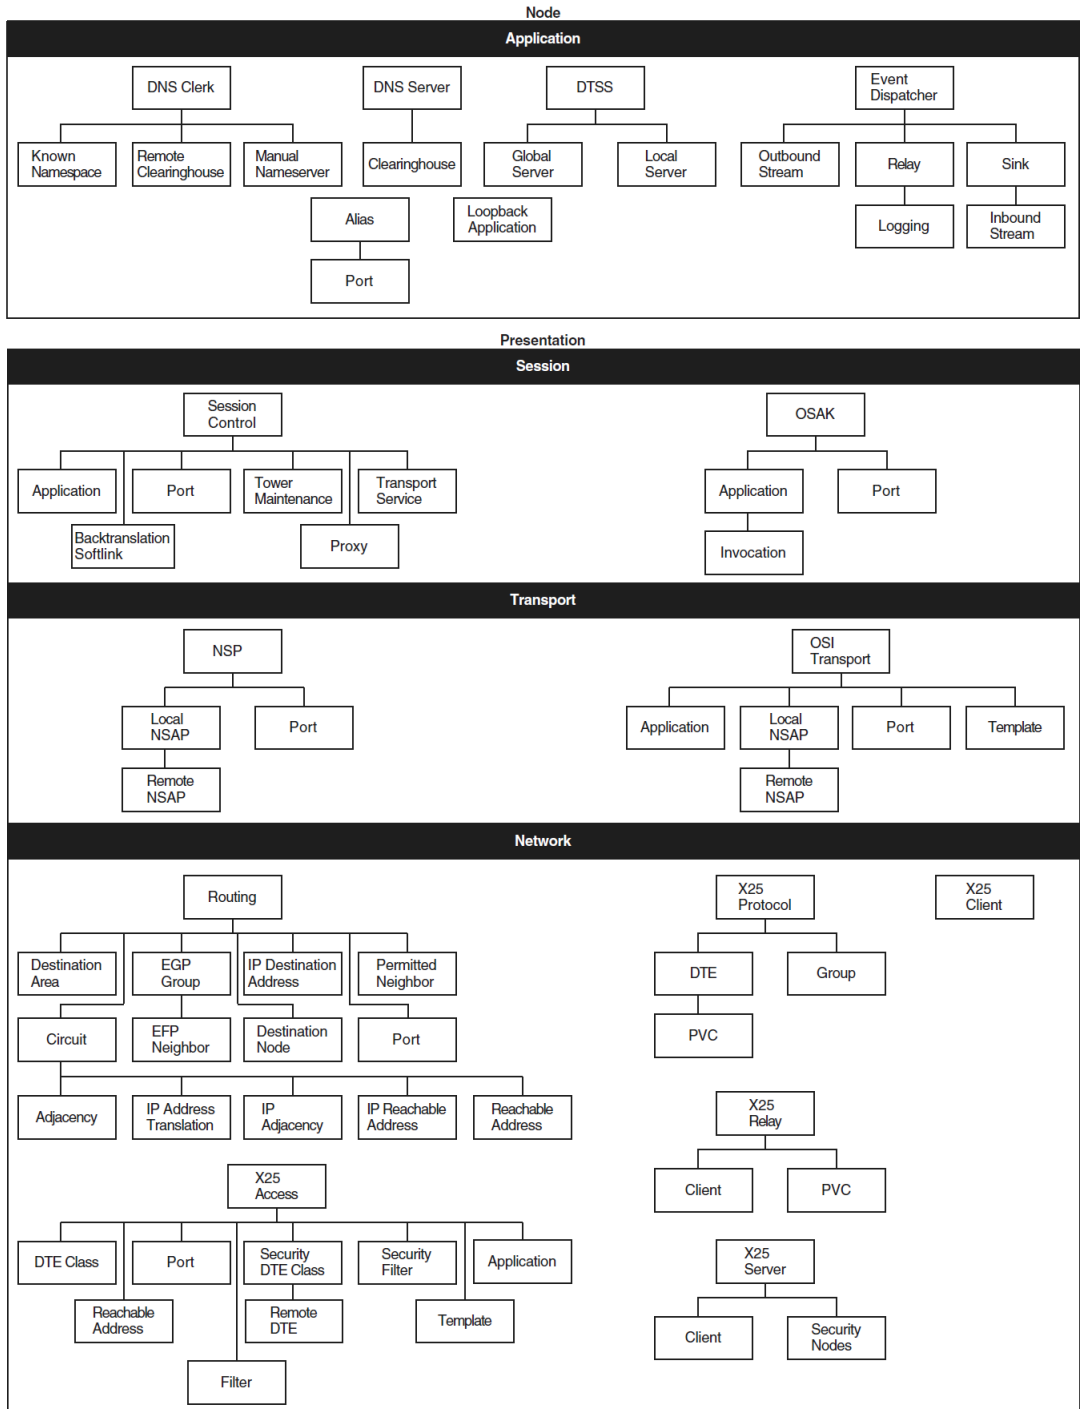 Node
Application
DNS Clerk
DNS Server
DTSS
Event
Dispatcher
Known
Namespace
Remote
Clearinghouse
Manual
Nameserver
Clearinghouse
Global
Server
Local
Server
Outbound
Stream
Relay
Sink
Alias
Loopback
Application
Logging
Inbound
Stream
Port
Presentation
Session
Session
Control
OSAK
Application
Port
Tower
Maintenance
Transport
Service
Application
Port
Backtranslation
Softlink
Proxy
Invocation
Transport
NSP
OSI
Transport
Local
NSAP
Port
Application
Local
NSAP
Port
Template
Remote
NSAP
Remote
NSAP
Network
Routing
X25
Protocol
X25
Client
Destination
Area
EGP
Group
IP Destination
Address
Permitted
Neighbor
DTE
Group
Circuit
EFP
Neighbor
Destination
Node
Port
PVC
Adjacency
IP Address
Translation
IP
Adjacency
IP Reachable
Address
Reachable
Address
X25
Relay
X25
Access
Client
PVC
DTE Class
Port
Security
DTE Class
Security
Filter
Application
X25
Server
Reachable
Address
Remote
DTE
Template
Client
Security
Nodes
Filter